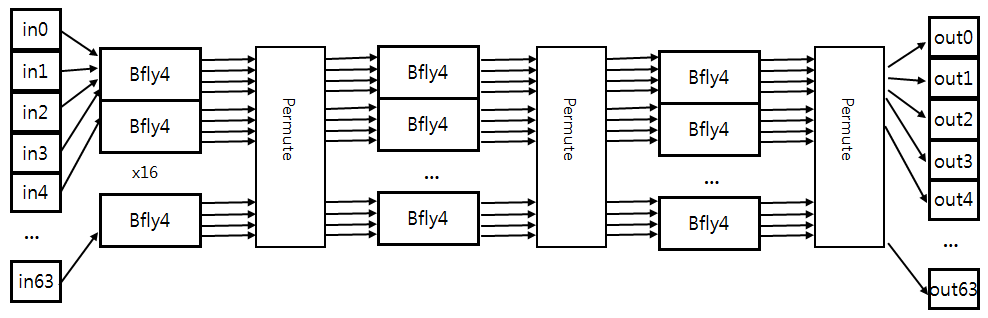 in0
in1
in2
in3
in4
...
in63
Bfly4
Bfly4
x16
Bfly4
Permute
Bfly4
Bfly4
...
Bfly4
Permute
Bfly4
Bfly4
...
Bfly4
Permute
out0
out1
out2
out3
out4
...
out63